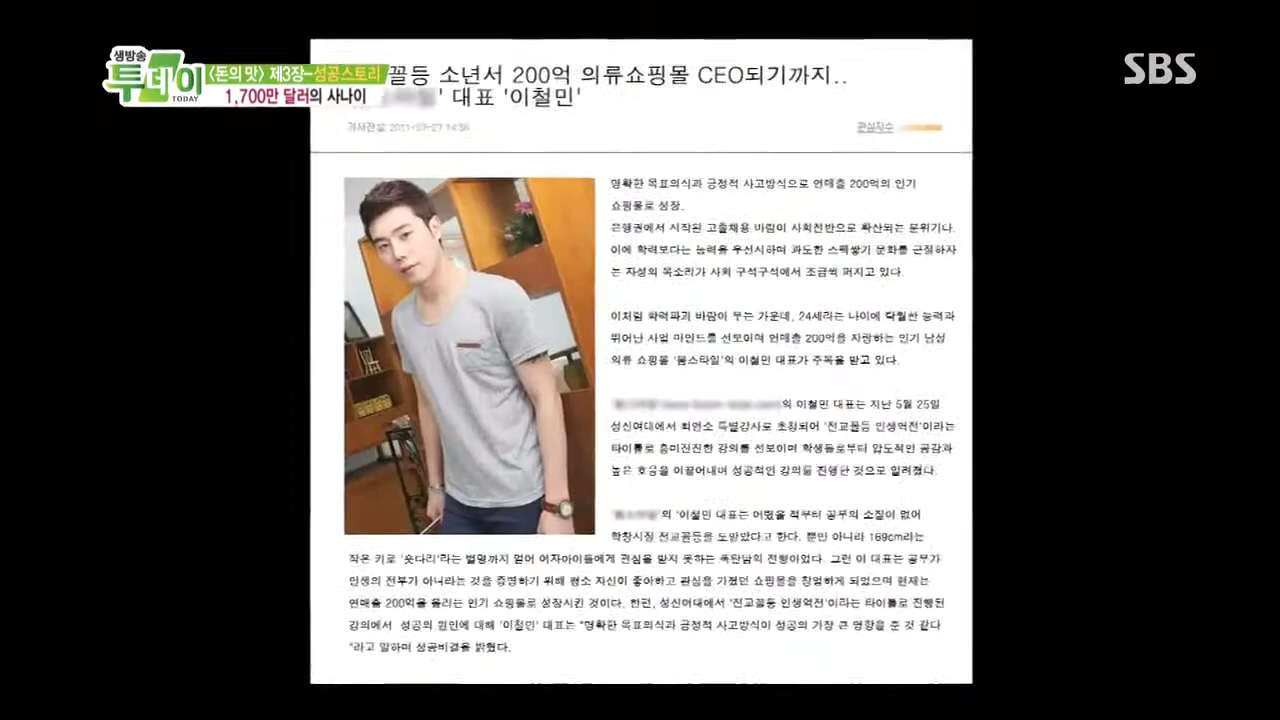 생방송
투데이
TODAY
<돈의 맛> 제3장-성공스토리
1,700만 달러의 사나이
SBS
꼴등 소년서 200억 의류쇼핑몰 CEO되기까지..
' 대표 '이철민'
관심지수
명확한 목표의식과 긍정적 사고방식으로 연매출 200억의 인기
쇼핑몰로 성장.
은행권에서 시작된 고졸채용 바람이 사회전반으로 확산되는 분위기다.
이에 학력보다는 능력을 우선시하며 과도한 스펙쌓기 문화를 근절하자
는 자성의 목소리가 사회 구석구석에서 조금씩 퍼지고 있다.
이처럼 학력파괴 바람이 부는 가운데, 24세라는 나이에 탁월한 능력과
뛰어난 사업 마인드를 선보이며 연매출 200억을 자랑하는 인기 남성
의류 쇼핑몰 '붐스타일'의 이철민 대표가 주목을 받고 있다.
의 이철민 대표는 지난 5월 25일
성신여대에서 최연소 특별강사로 초청되어 '전교꼴등 인생역전'이라는
타이틀로 흥미진진한 강의를 선보이며 학생들로부터 압도적인 공감과
높은 호응을 이끌어내며 성공적인 강의를 진행한 것으로 알려졌다.
의 '이철민 대표는 어렸을 적부터 공부의 소질이 없어
학창시절 전교꼴등을 도맡았다고 한다. 뿐만 아니라 169cm라는
작은 키로 '숏다리'라는 별명까지 얻어 여자아이들에게 관심을 받지 못하는 폭탄남의 전형이었다. 그런 이 대표는 공부가
인생의 전부가 아니라는 것을 증명하기 위해 평소 자신이 좋아하고 관심을 가졌던 쇼핑몰을 창업하게 되었으며 현재는
연매출 200억을 올리는 인기 쇼핑몰로 성장시킨 것이다. 한편, 성신여대에서 '전교꼴등 인생역전'이라는 타이틀로 진행된
강의에서 성공의 원인에 대해 '이철민' 대표는 "명확한 목표의식과 긍정적 사고방식이 성공의 가장 큰 영향을 준 것 같다
"라고 말하며 성공비결을 밝혔다.